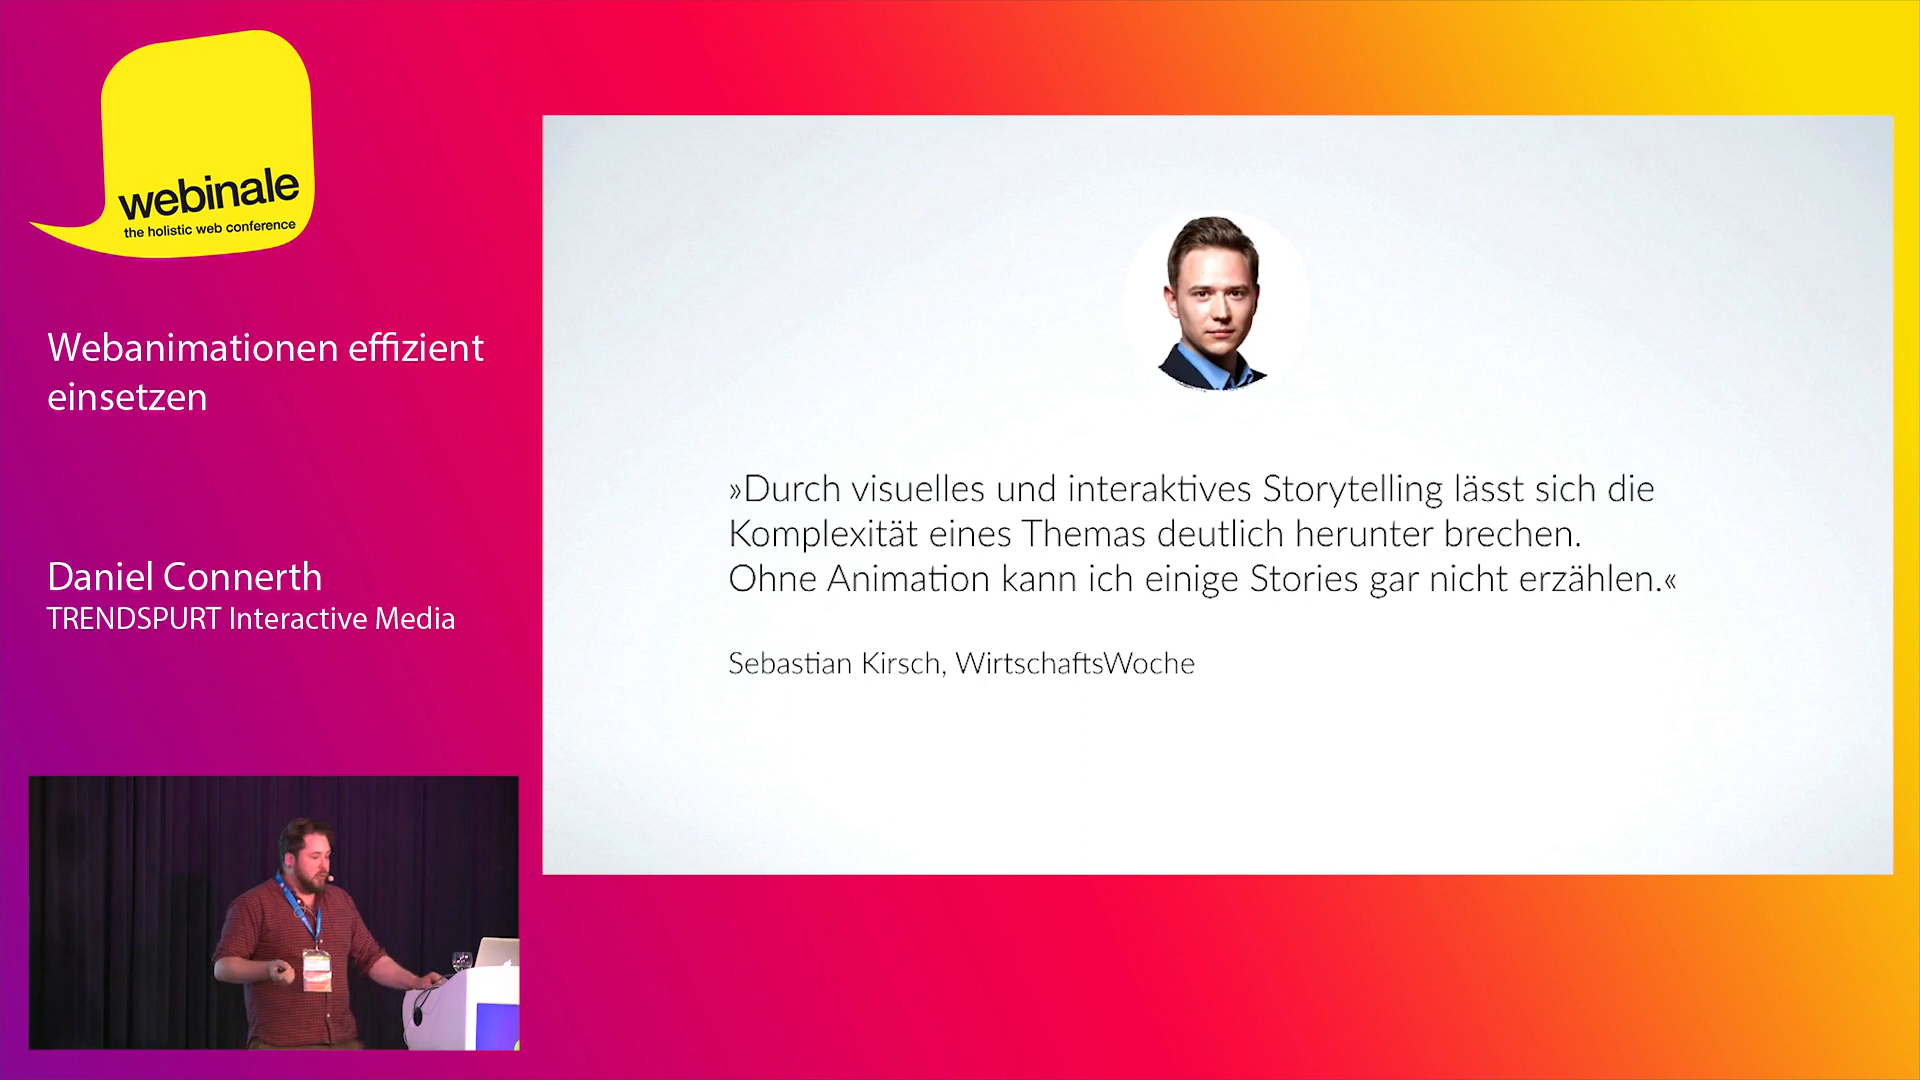 webinale
the holistic web conference
Webanimationen effizient
einsetzen
Daniel Connerth
TRENDSPURT Interactive Media
»Durch visuelles und interaktives Storytelling lässt sich die
Komplexität eines Themas deutlich herunter brechen.
Ohne Animation kann ich einige Stories gar nicht erzählen.«
Sebastian Kirsch, WirtschaftsWoche